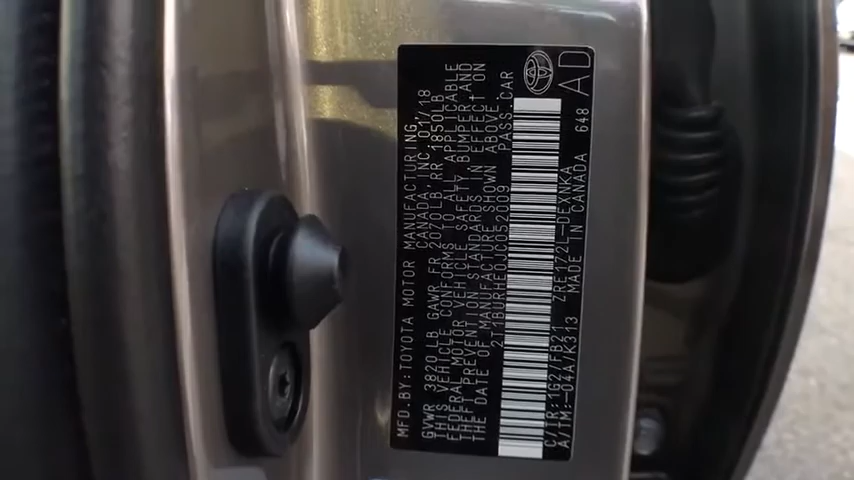 MFD. BY: TOYOTA MOTOR MANUFACTURING,
CANADA, INC. 01/18
GVWR 3820 LB GAWR FR 2070 LB, RR 1850LB
THIS VEHICLE CONFORMS TO ALL APPLICABLE
FEDERAL MOTOR VEHICLE SAFETY, BUMPER AND
THEFT PREVENTION STANDARDS IN EFFECT ON
THE DATE OF MANUFACTURE SHOWN ABOVE.
2T1BURHE0JC052009 PASS. CAR
C/TR:1G2/FB21 ZRE172L-DEXNKA 648
A/TM:-04A/K313 MADE IN CANADA AD